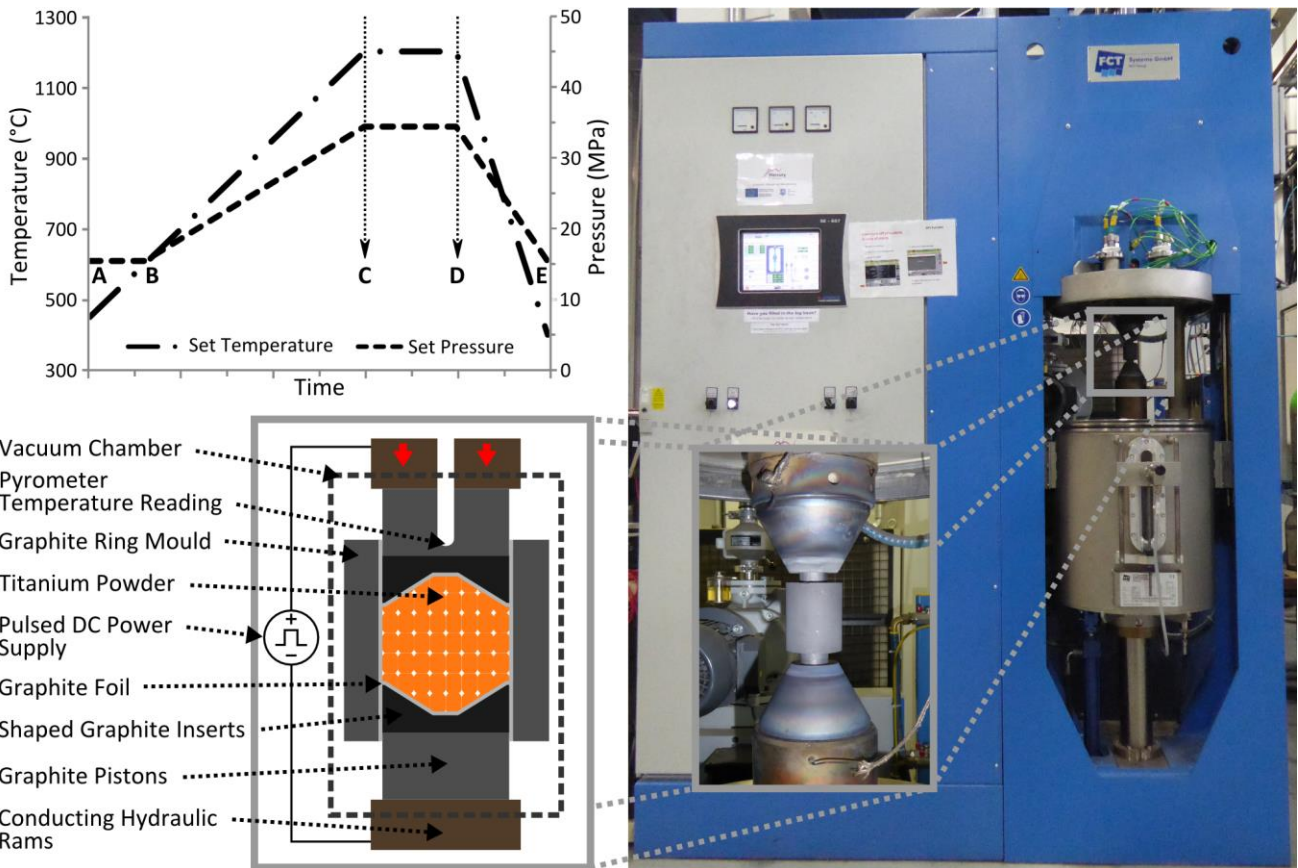 1300
1100
900
700
500
300
Temperature (°C)
50
40
30
20
10
0
Pressure (MPa)
A
B
C
D
E
Set Temperature
Set Pressure
Time
Vacuum Chamber
Pyrometer
Temperature Reading
Graphite Ring Mould
Titanium Powder
Pulsed DC Power
Supply
Graphite Foil
Shaped Graphite Inserts
Graphite Pistons
Conducting Hydraulic
Rams
+
−
FCT
Systeme GmbH